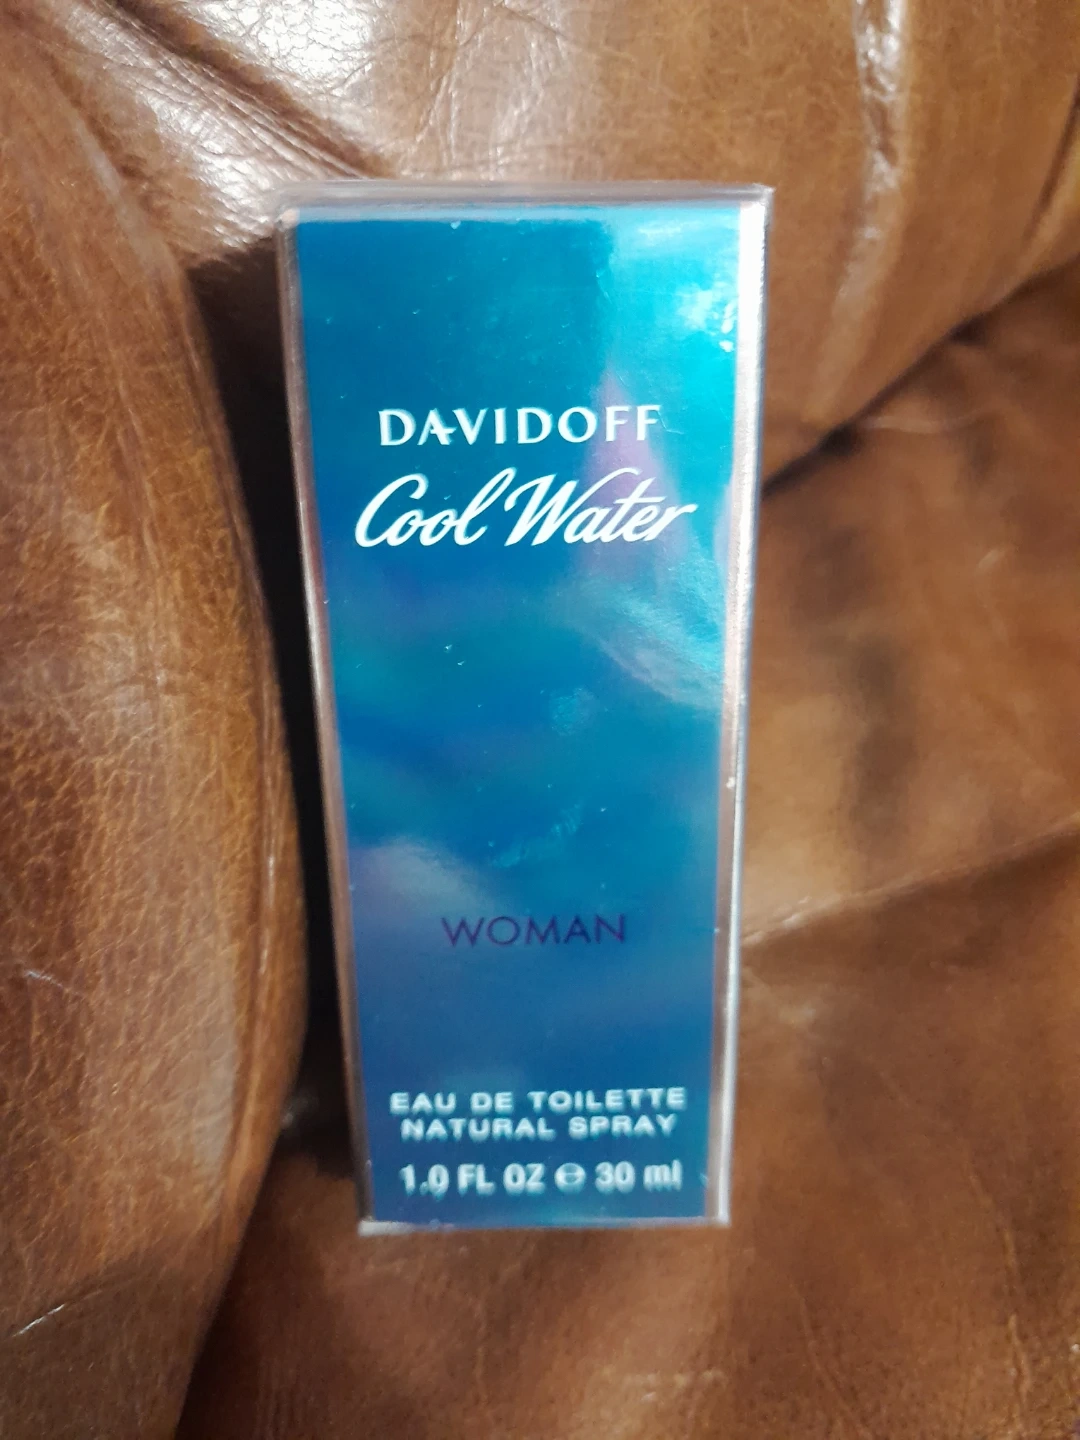 DAVIDOFF
Cool Water
WOMAN
EAU DE TOILETTE
NATURAL SPRAY
1.0 FL OZ ℮ 30 ml